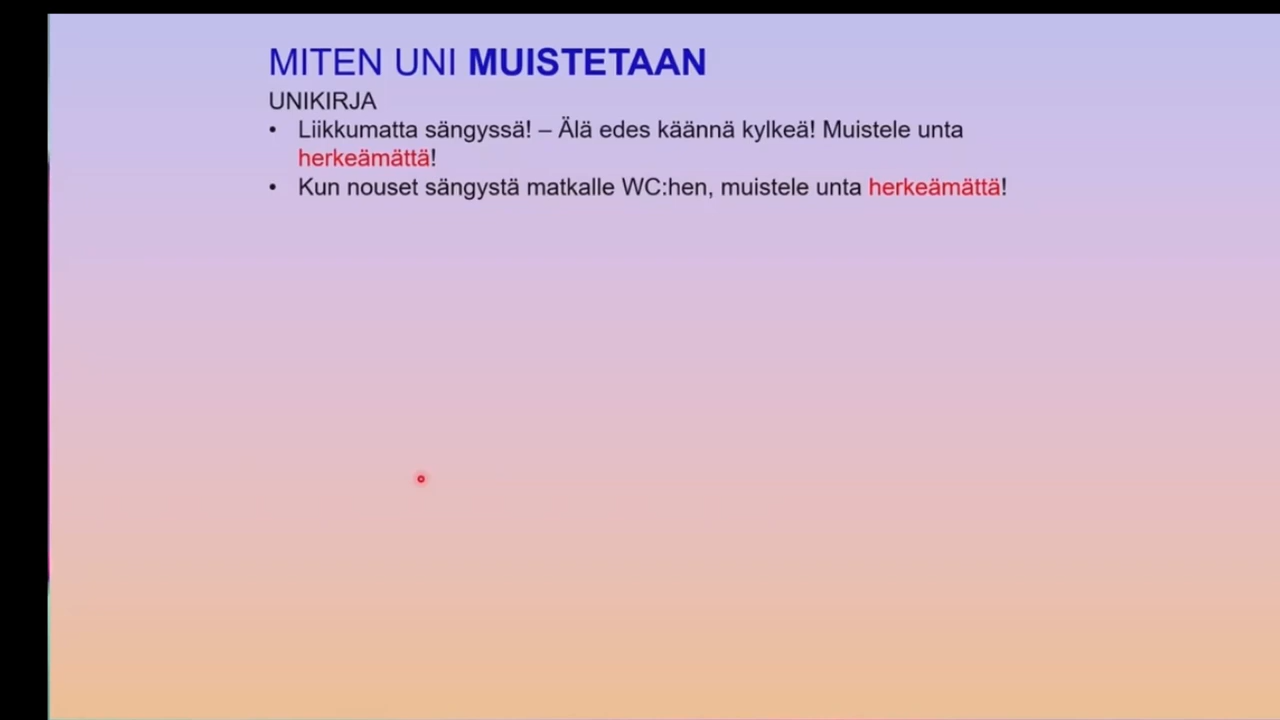 MITEN UNI MUISTETAAN
UNIKIRJA
• Liikkumatta sängyssä! – Älä edes käännä kylkeä! Muistele unta
herkeämättä!
• Kun nouset sängystä matkalle WC:hen, muistele unta herkeämättä!